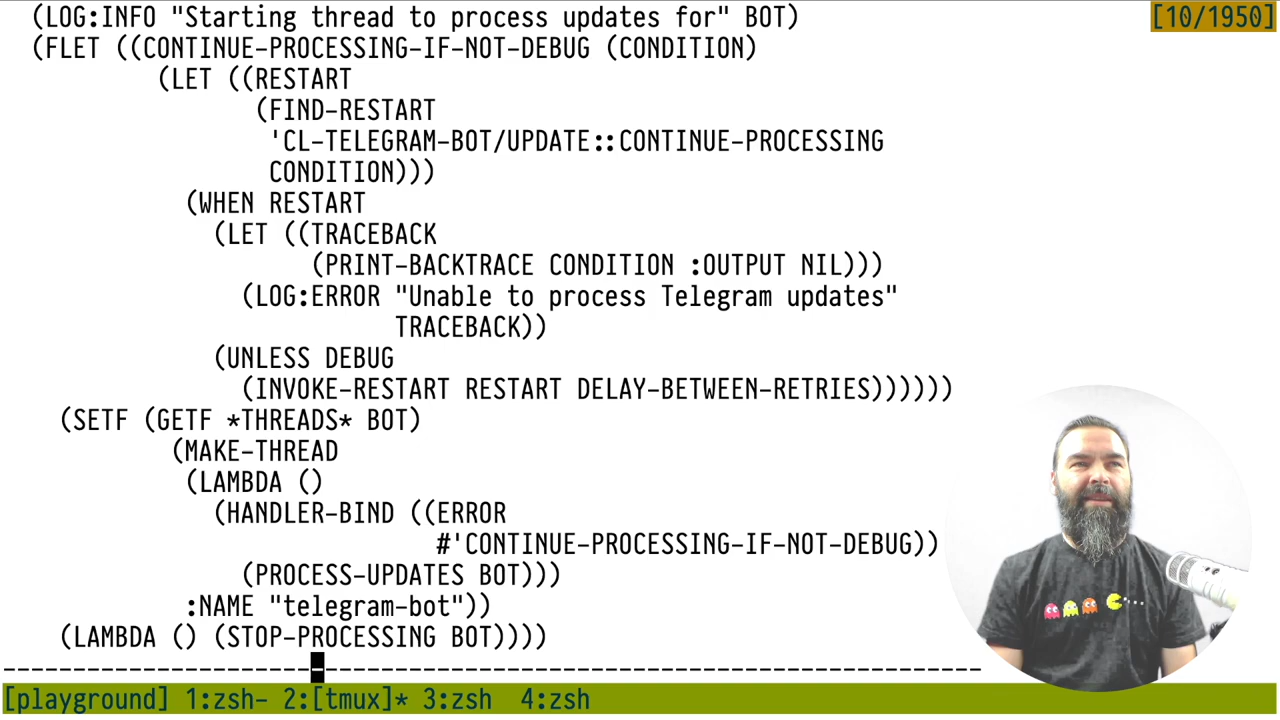 (LOG:INFO "Starting thread to process updates for" BOT)
[10/1950]
(FLET ((CONTINUE-PROCESSING-IF-NOT-DEBUG (CONDITION)
(LET ((RESTART
(FIND-RESTART
'CL-TELEGRAM-BOT/UPDATE::CONTINUE-PROCESSING
CONDITION)))
(WHEN RESTART
(LET ((TRACEBACK
(PRINT-BACKTRACE CONDITION :OUTPUT NIL)))
(LOG:ERROR "Unable to process Telegram updates"
TRACEBACK))
(UNLESS DEBUG
(INVOKE-RESTART RESTART DELAY-BETWEEN-RETRIES))))))
(SETF (GETF *THREADS* BOT)
(MAKE-THREAD
(LAMBDA ()
(HANDLER-BIND ((ERROR
#'CONTINUE-PROCESSING-IF-NOT-DEBUG))
(PROCESS-UPDATES BOT)))
:NAME "telegram-bot"))
(LAMBDA () (STOP-PROCESSING BOT))))
----------------------------------------------------------------------
[playground] 1:zsh- 2:[tmux]* 3:zsh  4:zsh